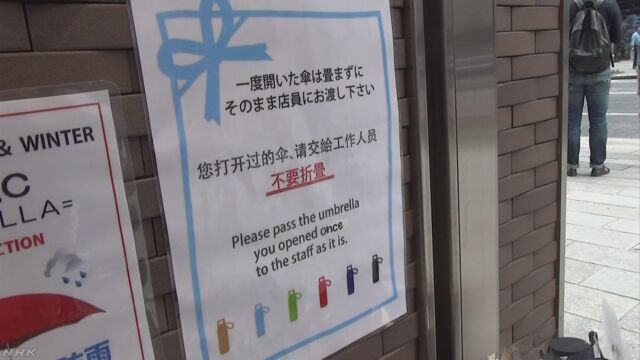 一度開いた傘は畳まずに
そのまま店員にお渡し下さい
您打开过的伞、请交给工作人员
不要折疊
Please pass the umbrella
you opened once
to the staff as it is.
& WINTER
LLA=
CTION
雨
NHK